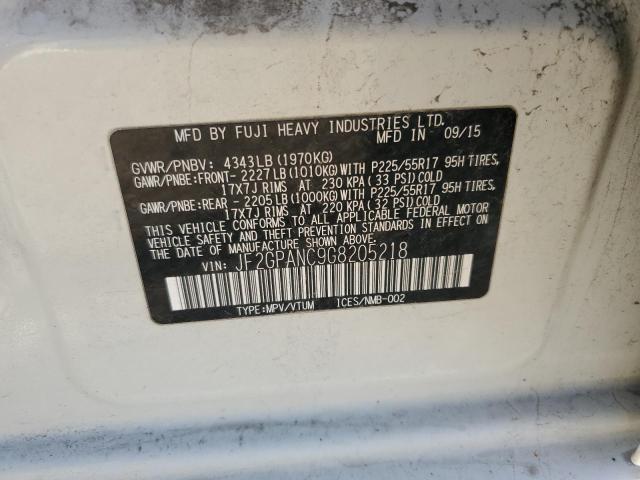 MFD BY FUJI HEAVY INDUSTRIES LTD.
MFD IN 09/15
GVWR/PNBV: 4343LB(1970KG)
GAWR/PNBE:FRONT- 2227LB(1010KG)WITH P225/55R17 95H TIRES,
17X7J RIMS AT 230 KPA (33 PSI)COLD
GAWR/PNBE:REAR - 2205LB(1000KG)WITH P225/55R17 95H TIRES,
17X7J RIMS AT 220 KPA (32 PSI)COLD
THIS VEHICLE CONFORMS TO ALL APPLICABLE FEDERAL MOTOR
VEHICLE SAFETY AND THEFT PREVENTION STANDARDS IN EFFECT ON
THE DATE OF MANUFACTURE SHOWN ABOVE.
VIN: JF2GPANC9G8205218
TYPE:MPV/VTUM ICES/NMB-002